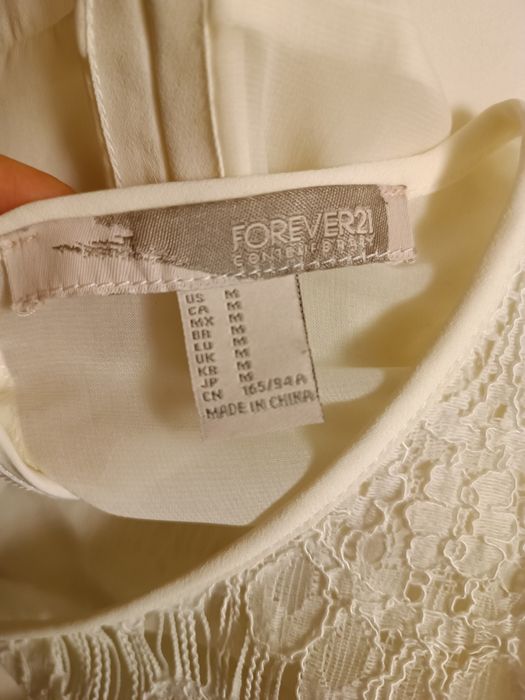 FOREVER21
CONTEMPORARY
US M
CA M
MX M
BR M
EU M
UK M
KR M
JP M
CN 165/94A
MADE IN CHINA